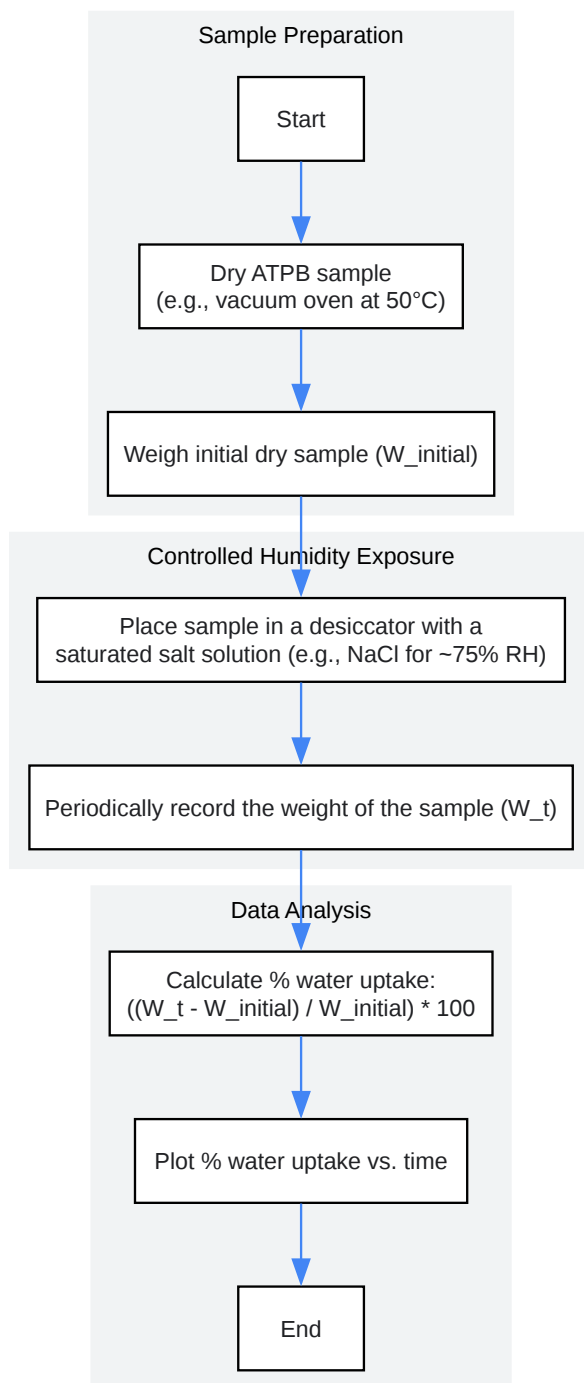 Sample Preparation
Start
Dry ATPB sample
(e.g., vacuum oven at 50°C)
Weigh initial dry sample (W_initial)
Controlled Humidity Exposure
Place sample in a desiccator with a
saturated salt solution (e.g., NaCl for ~75% RH)
Periodically record the weight of the sample (W_t)
Data Analysis
Calculate % water uptake:
((W_t - W_initial) / W_initial) * 100
Plot % water uptake vs. time
End